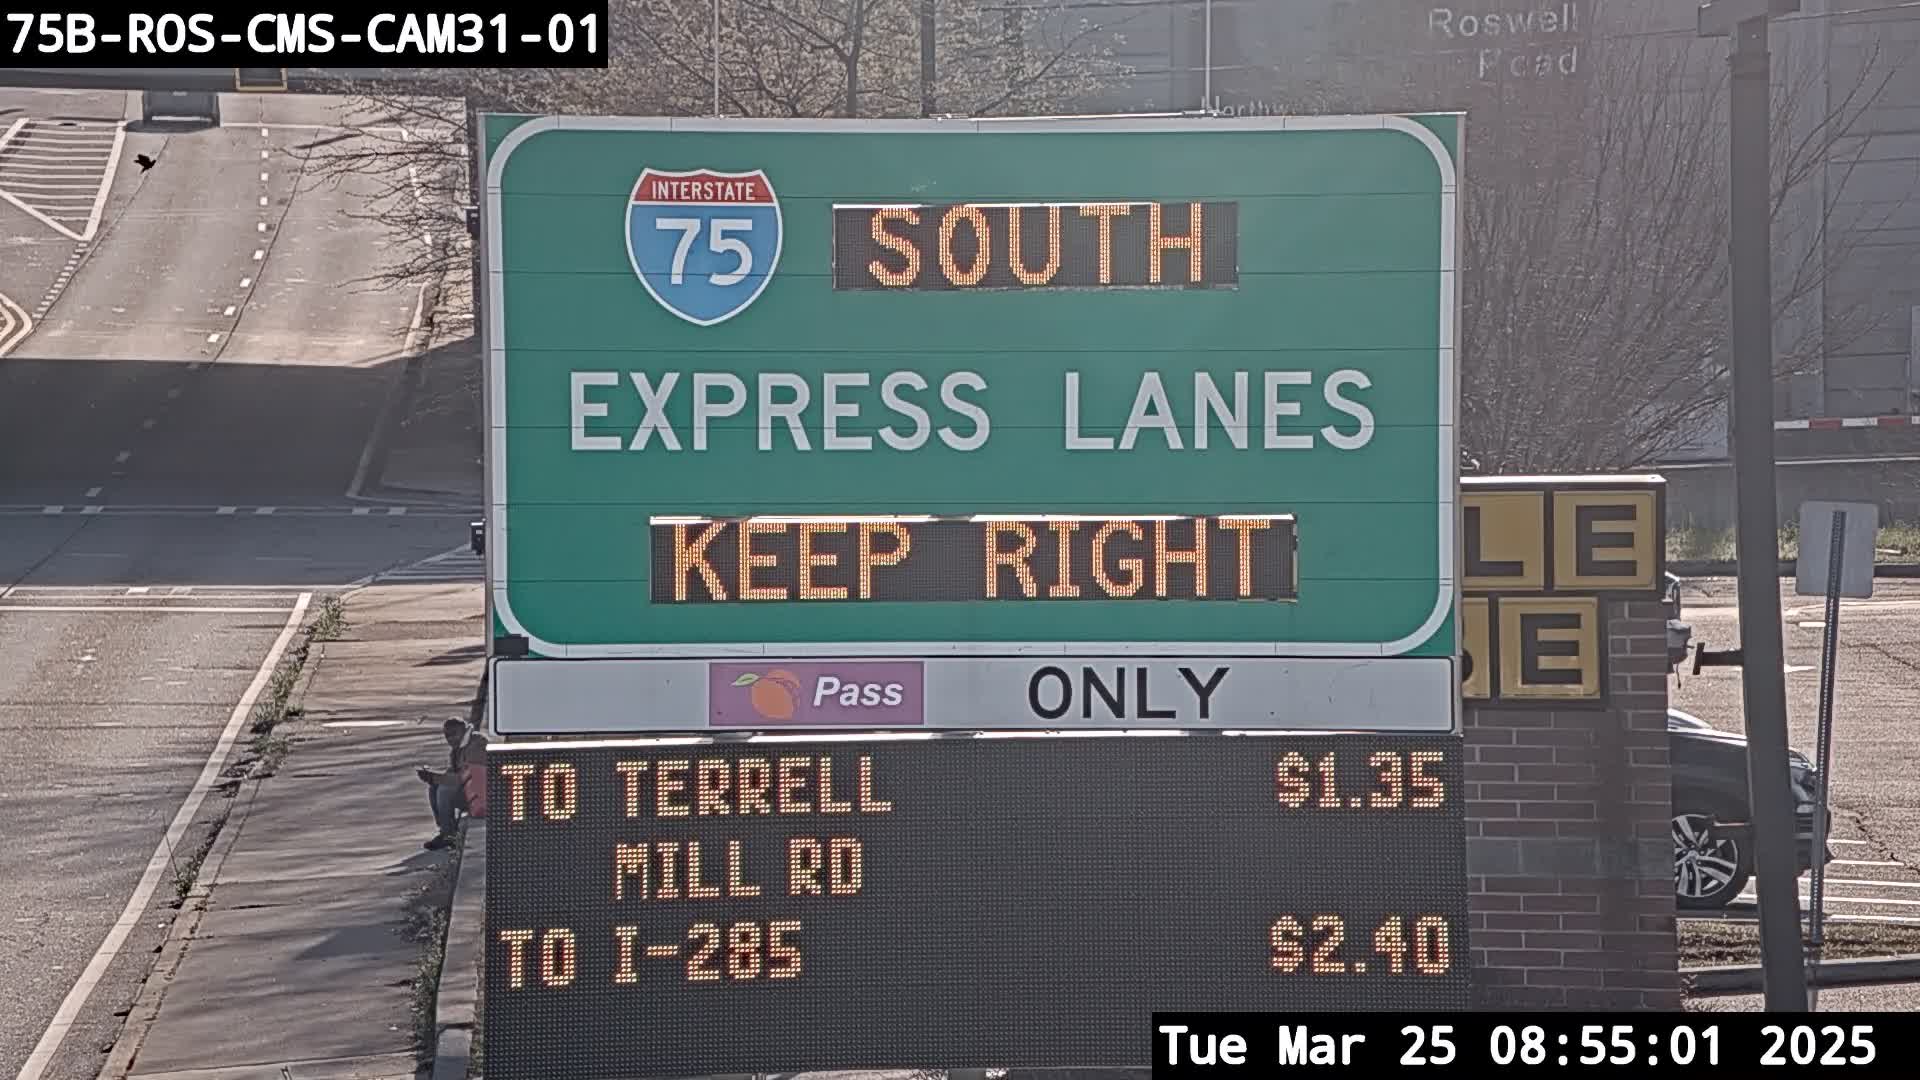 75B-ROS-CMS-CAM31-01
Roswell
Road
INTERSTATE
75
SOUTH
EXPRESS LANES
KEEP RIGHT
Pass ONLY
TO TERRELL $1.35
MILL RD
TO I-285 $2.40
LE
E
Tue Mar 25 08:55:01 2025